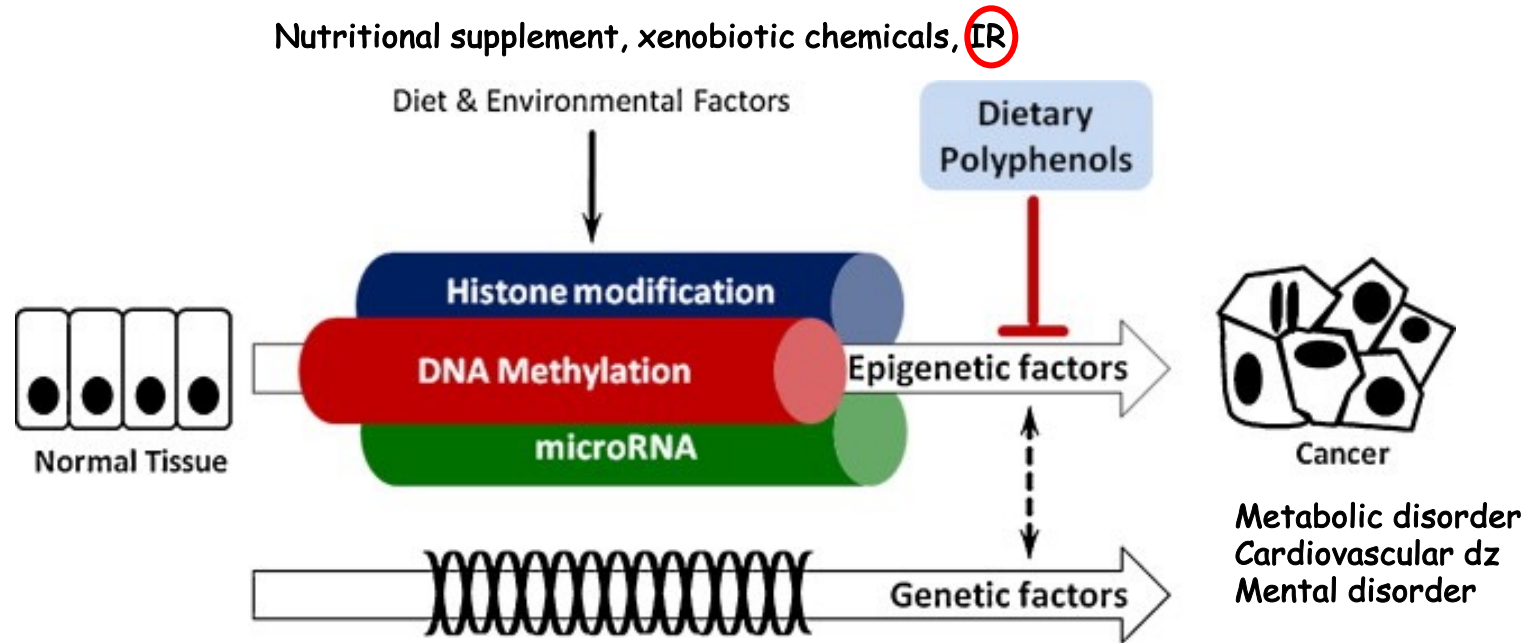 Nutritional supplement, xenobiotic chemicals, IR
Diet & Environmental Factors
Dietary
Polyphenols
Histone modification
DNA Methylation
Epigenetic factors
microRNA
Normal Tissue
Cancer
Metabolic disorder
Cardiovascular dz
Mental disorder
Genetic factors